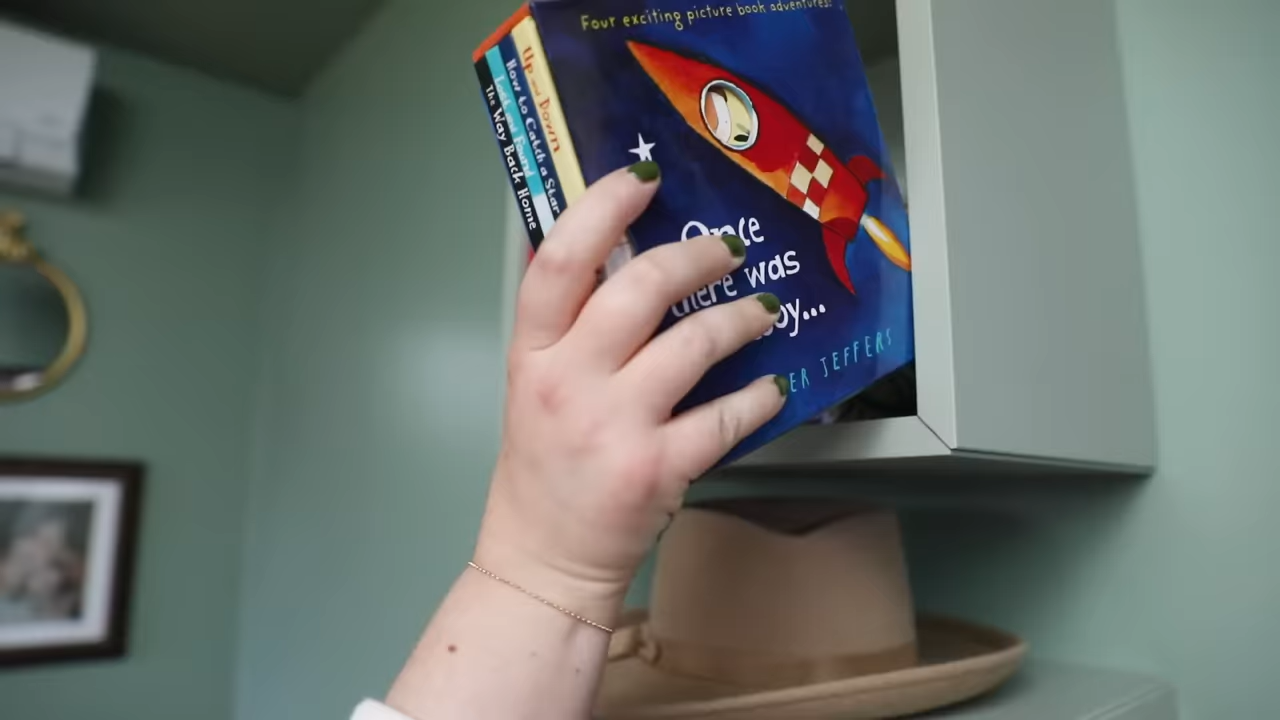 Four exciting picture book adventures!
Up and Down
How to Catch a Star
Lost and Found
The Way Back Home
Once
there was
boy...
ER JEFFERS